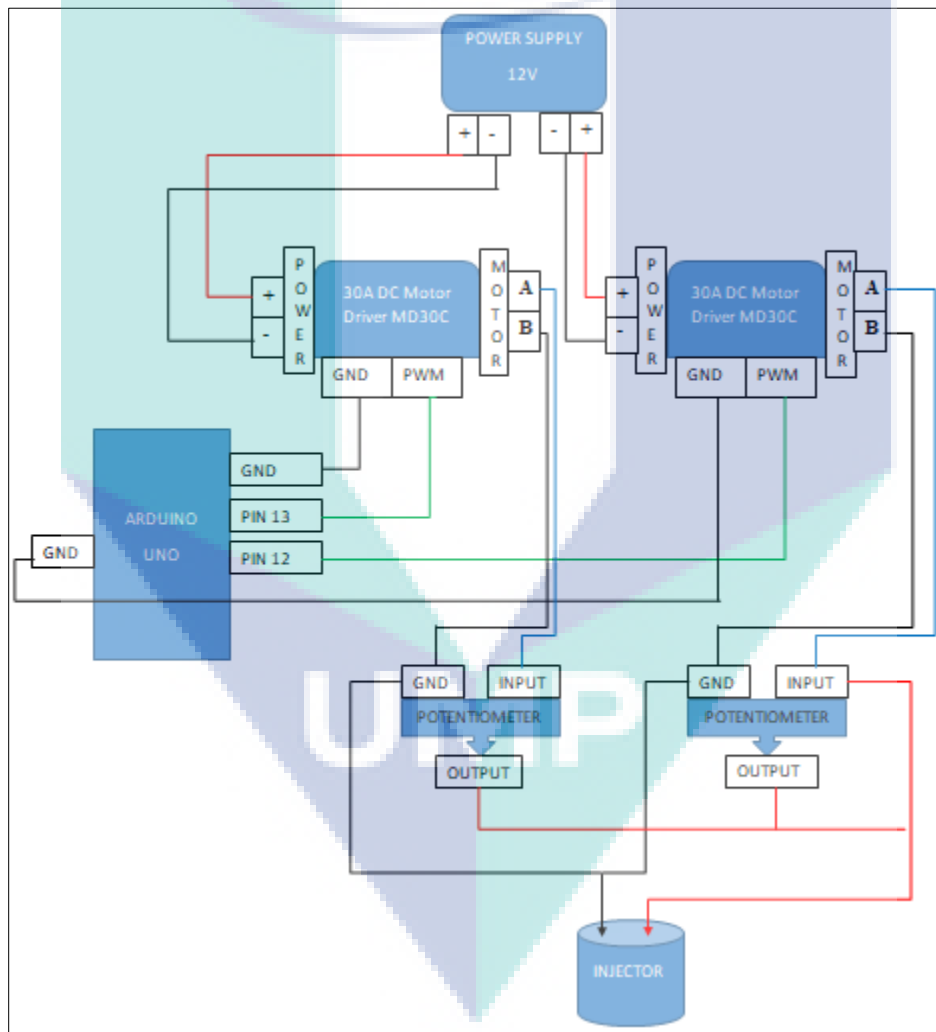 POWER SUPPLY
12V
+ -
- +
POWER
+
-
30A DC Motor
Driver MD30C
MOTOR
A
B
GND PWM
POWER
+
-
30A DC Motor
Driver MD30C
MOTOR
A
B
GND PWM
ARDUINO
UNO
GND
PIN 13
PIN 12
GND
GND INPUT
POTENTIOMETER
OUTPUT
GND INPUT
POTENTIOMETER
OUTPUT
UMP
INJECTOR